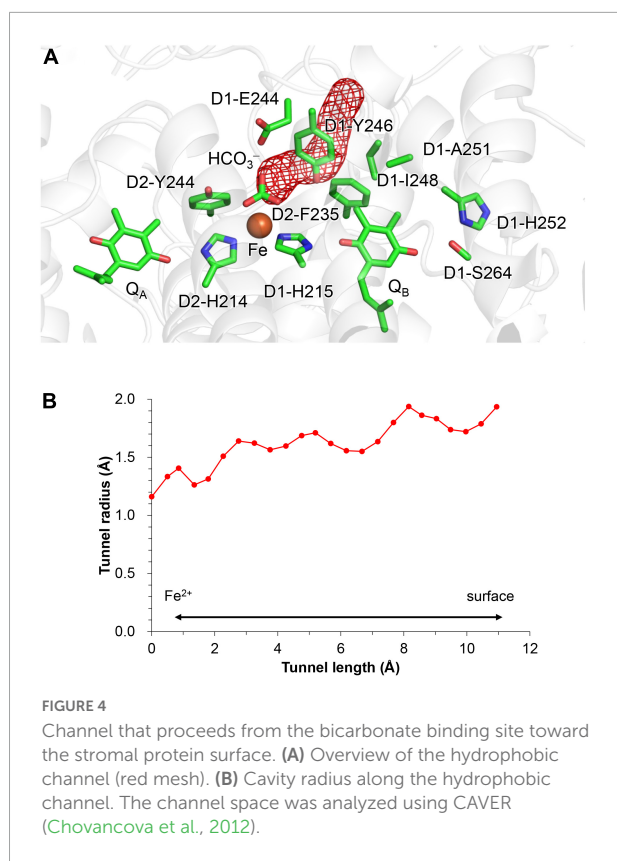 A
D1-E244
D1-Y246
HCO₃⁻
D1-A251
D2-Y244
D1-I248
D2-F235
D1-H252
Fe
D1-S264
Q_A
D2-H214
D1-H215
Q_B
B
2.0
1.5
1.0
0.5
0.0
Tunnel radius (Å)
Fe²⁺
surface
0 2 4 6 8 10 12
Tunnel length (Å)
FIGURE 4
Channel that proceeds from the bicarbonate binding site toward
the stromal protein surface. (A) Overview of the hydrophobic
channel (red mesh). (B) Cavity radius along the hydrophobic
channel. The channel space was analyzed using CAVER
(Chovancova et al., 2012).